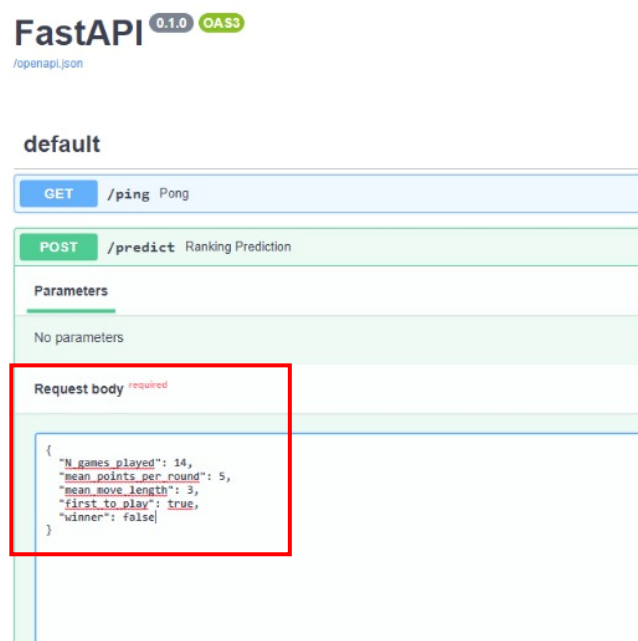 FastAPI 0.1.0 OAS3
/openapi.json
default
GET /ping Pong
POST /predict Ranking Prediction
Parameters
No parameters
Request body required
{
"N_games_played": 14,
"mean_points_per_round": 5,
"mean_move_length": 3,
"first_to_play": true,
"winner": false
}